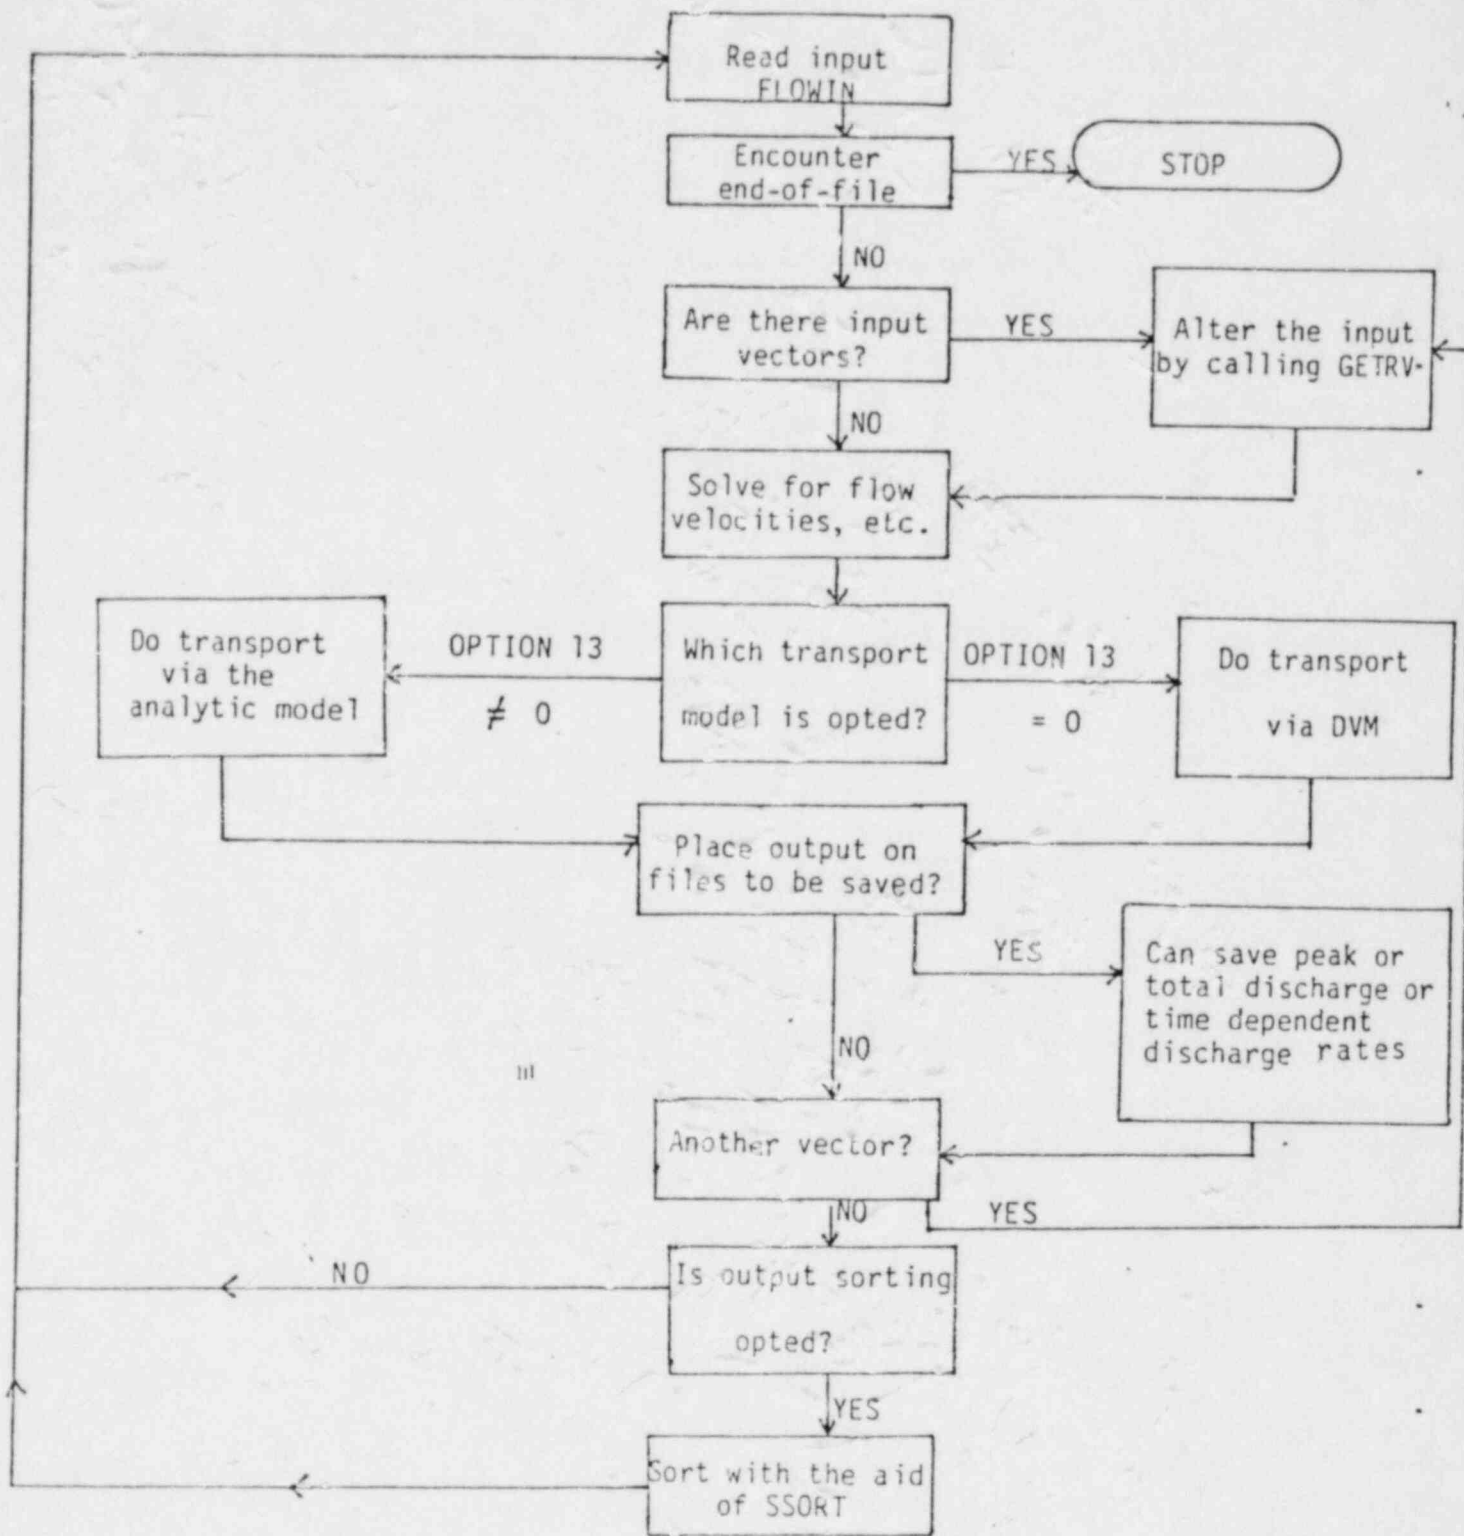 Read input
FLOWIN
Encounter
end-of-file
YES
STOP
NO
Are there input
vectors?
YES
Alter the input
by calling GETRV-
NO
Solve for flow
velocities, etc.
Do transport
via the
analytic model
OPTION 13
≠ 0
Which transport
model is opted?
OPTION 13
= 0
Do transport
via DVM
Place output on
files to be saved?
YES
Can save peak or
total discharge or
time dependent
discharge rates
NO
Another vector?
NO
YES
NO
Is output sorting
opted?
YES
Sort with the aid
of SSORT